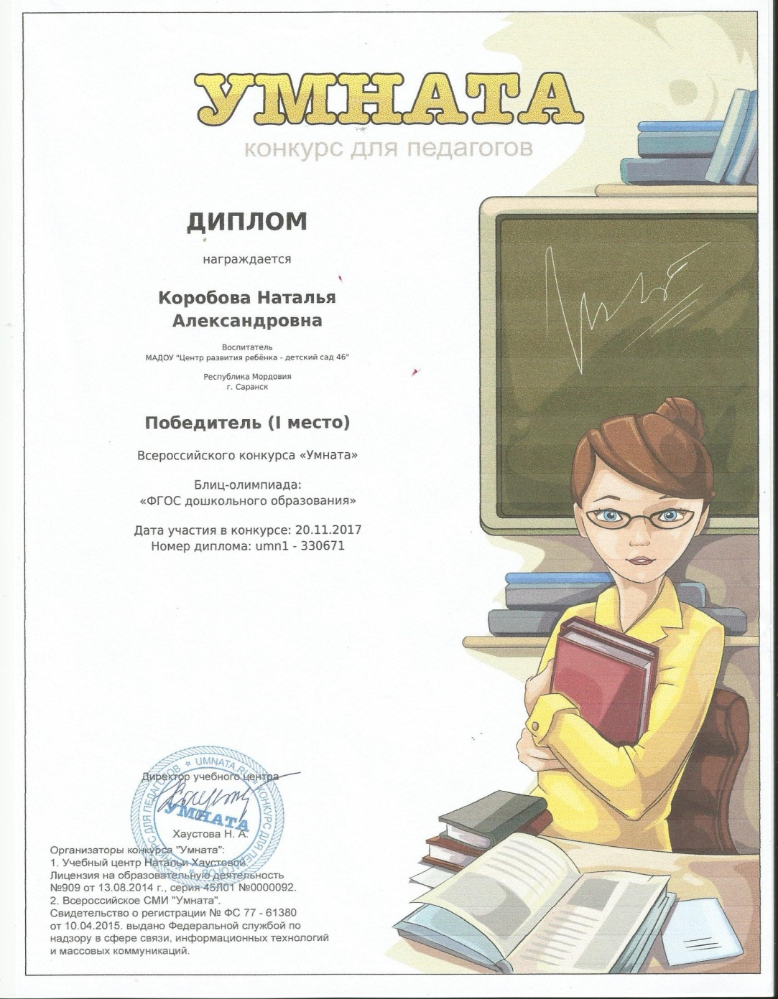 УМНАТА
конкурс для педагогов
ДИПЛОМ
награждается
Коробова Наталья
Александровна
Воспитатель
МАДОУ "Центр развития ребёнка - детский сад 46"
Республика Мордовия
г. Саранск
Победитель (I место)
Всероссийского конкурса «Умната»
Блиц-олимпиада:
«ФГОС дошкольного образования»
Дата участия в конкурсе: 20.11.2017
Номер диплома: umn1 - 330671
Директор учебного центра
UMNATA.RU * КОНКУРС ДЛЯ ПЕДАГОГОВ * КОНКУРС ДЛЯ ПЕДАГОГОВ *
УМНАТА
Хаустова Н. А.
Организаторы конкурса "Умната":
1. Учебный центр Натальи Хаустовой
Лицензия на образовательную деятельность
№909 от 13.08.2014 г., серия 45Л01 №0000092.
2. Всероссийское СМИ "Умната".
Свидетельство о регистрации № ФС 77 - 61380
от 10.04.2015. выдано Федеральной службой по
надзору в сфере связи, информационных технологий
и массовых коммуникаций.